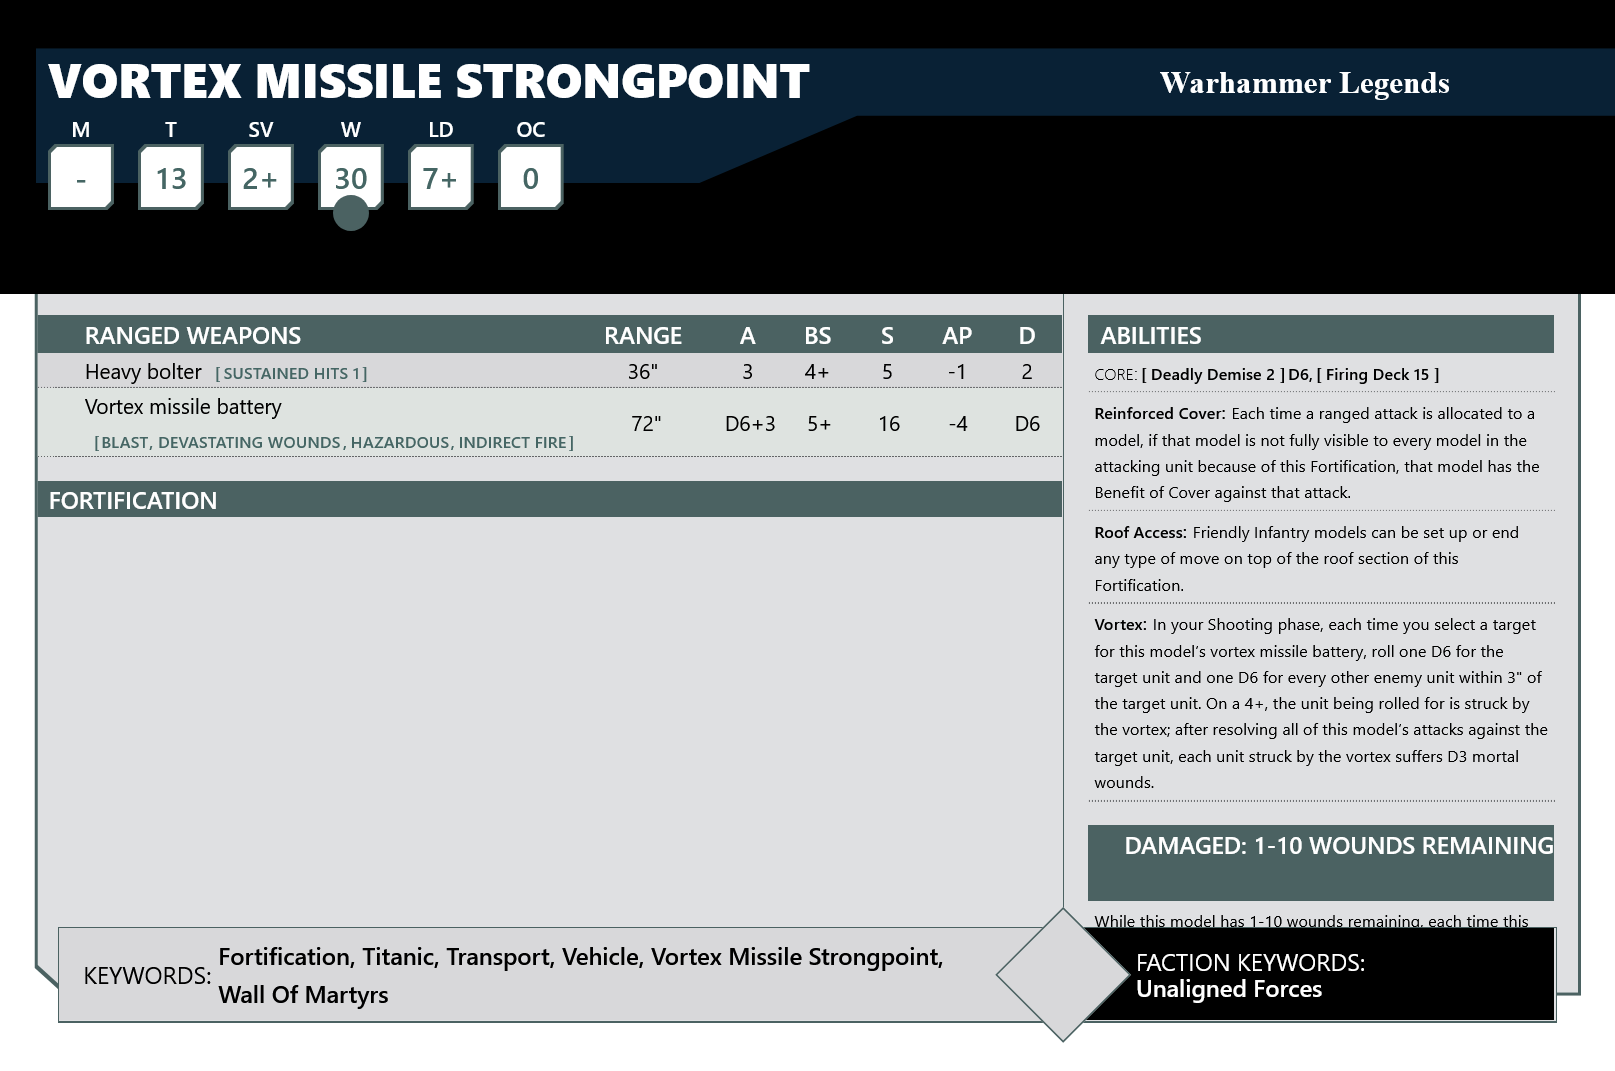 VORTEX MISSILE STRONGPOINT
Warhammer Legends
M T SV W LD OC
- 13 2+ 30 7+ 0
RANGED WEAPONS RANGE A BS S AP D
Heavy bolter [ SUSTAINED HITS 1 ] 36" 3 4+ 5 -1 2
Vortex missile battery
[ BLAST, DEVASTATING WOUNDS, HAZARDOUS, INDIRECT FIRE ] 72" D6+3 5+ 16 -4 D6
FORTIFICATION
ABILITIES
CORE: [ Deadly Demise 2 ] D6, [ Firing Deck 15 ]
Reinforced Cover: Each time a ranged attack is allocated to a
model, if that model is not fully visible to every model in the
attacking unit because of this Fortification, that model has the
Benefit of Cover against that attack.
Roof Access: Friendly Infantry models can be set up or end
any type of move on top of the roof section of this
Fortification.
Vortex: In your Shooting phase, each time you select a target
for this model’s vortex missile battery, roll one D6 for the
target unit and one D6 for every other enemy unit within 3" of
the target unit. On a 4+, the unit being rolled for is struck by
the vortex; after resolving all of this model’s attacks against the
target unit, each unit struck by the vortex suffers D3 mortal
wounds.
DAMAGED: 1-10 WOUNDS REMAINING
While this model has 1-10 wounds remaining, each time this
KEYWORDS: Fortification, Titanic, Transport, Vehicle, Vortex Missile Strongpoint,
Wall Of Martyrs
FACTION KEYWORDS:
Unaligned Forces